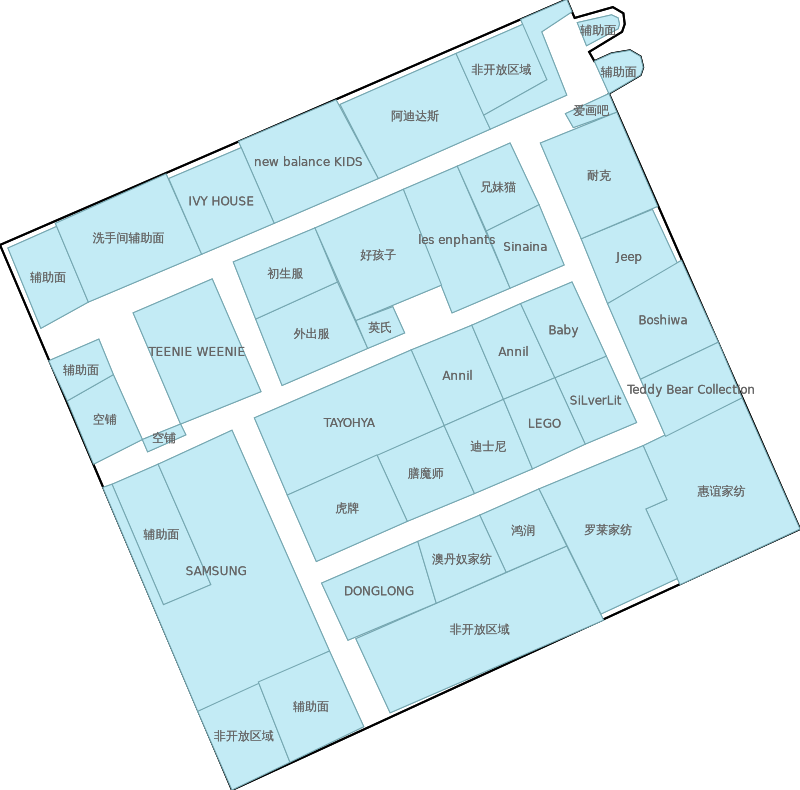 辅助面
非开放区域
辅助面
爱画吧
阿迪达斯
new balance KIDS
耐克
兄妹猫
IVY HOUSE
洗手间辅助面
les enphants
Sinaina
好孩子
Jeep
初生服
辅助面
Boshiwa
英氏
外出服
Baby
TEENIE WEENIE
Annil
辅助面
Annil
Teddy Bear Collection
SiLverLit
空铺
TAYOHYA
LEGO
空铺
迪士尼
膳魔师
惠谊家纺
虎牌
辅助面
鸿润
罗莱家纺
澳丹奴家纺
SAMSUNG
DONGLONG
非开放区域
辅助面
非开放区域